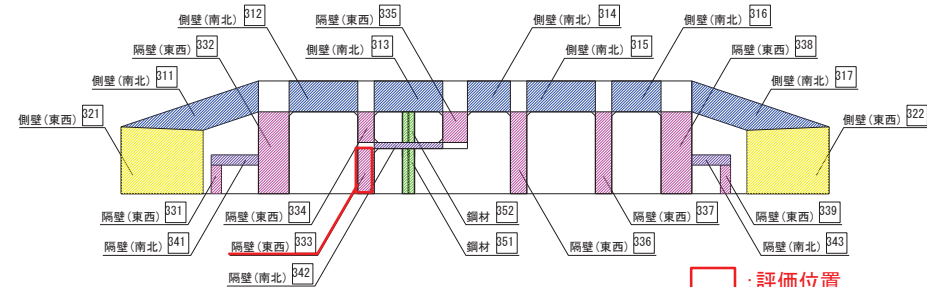 側壁(南北) 312
隔壁(東西) 335
側壁(南北) 314
側壁(南北) 316
隔壁(東西) 332
側壁(南北) 313
側壁(南北) 315
隔壁(東西) 338
側壁(南北) 311
側壁(南北) 317
側壁(東西) 321
側壁(東西) 322
隔壁(東西) 331
隔壁(東西) 334
鋼材 352
隔壁(東西) 337
隔壁(東西) 339
隔壁(南北) 341
隔壁(東西) 333
鋼材 351
隔壁(東西) 336
隔壁(南北) 343
隔壁(南北) 342
:評価位置